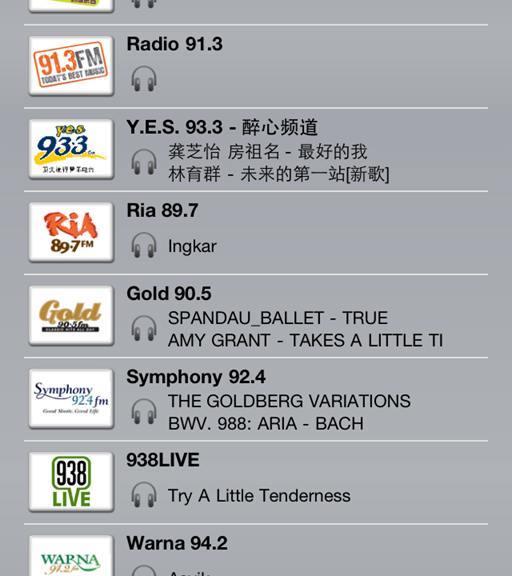 Radio 91.3
91.3FM
TODAY'S BEST MUSIC
Y.E.S. 93.3 - 醉心频道
yes
933
龚芝怡 房祖名 - 最好的我
林育群 - 未来的第一站[新歌]
Ria 89.7
RiA
89.7FM
Ingkar
Gold 90.5
Gold
90.5fm
CLASSIC HITS ALL DAY
SPANDAU_BALLET - TRUE
AMY GRANT - TAKES A LITTLE TI
Symphony 92.4
Symphony
92.4fm
Good Music, Good Life
THE GOLDBERG VARIATIONS
BWV. 988: ARIA - BACH
938LIVE
938
LIVE
Try A Little Tenderness
Warna 94.2
WARNA
94.2fm